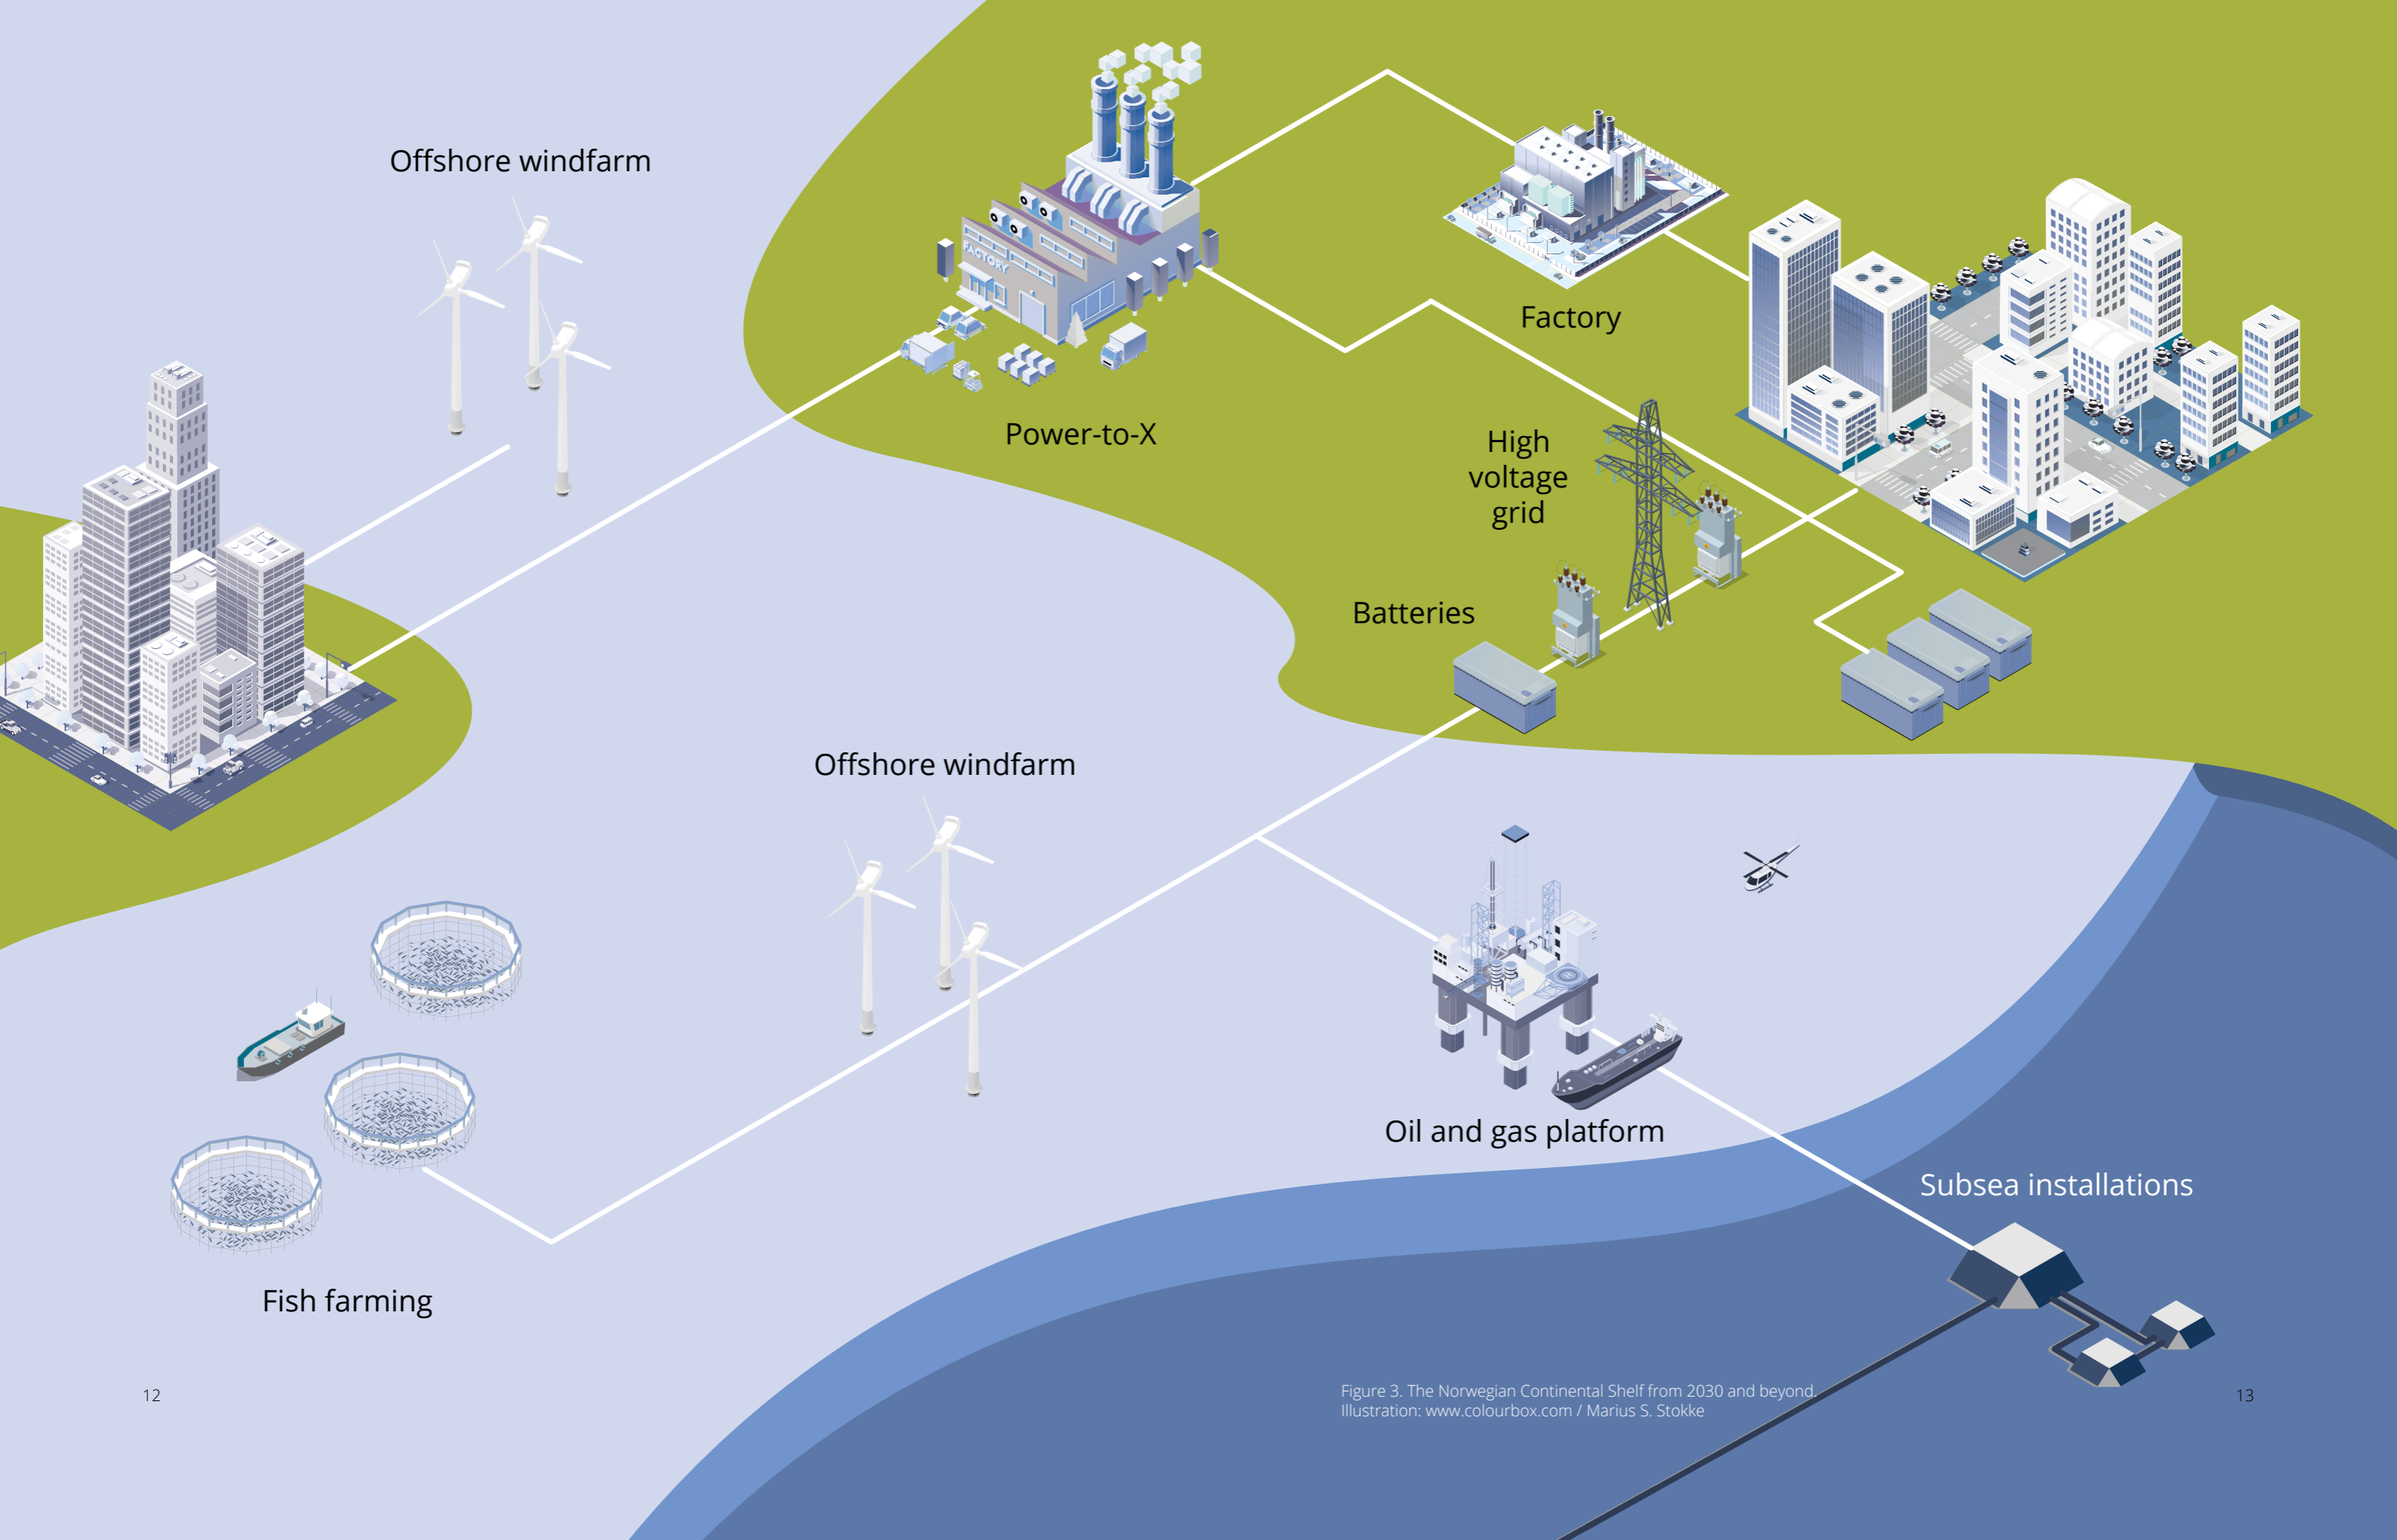 Offshore windfarm
FACTORY
Power-to-X
Factory
High
voltage
grid
Batteries
Offshore windfarm
Oil and gas platform
Subsea installations
Fish farming
12
Figure 3. The Norwegian Continental Shelf from 2030 and beyond.
Illustration: www.colourbox.com / Marius S. Stokke
13